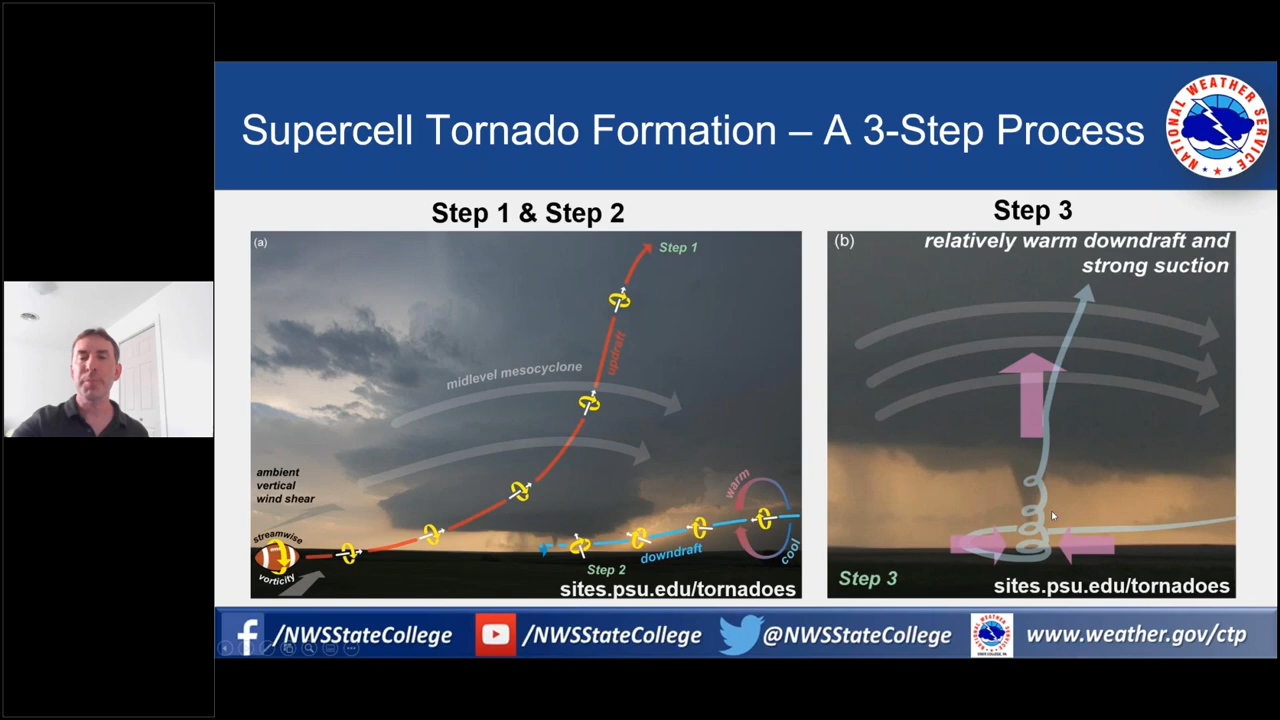 Supercell Tornado Formation – A 3-Step Process
NATIONAL WEATHER SERVICE
Step 1 & Step 2
Step 3
(a)
Step 1
updraft
midlevel mesocyclone
ambient
vertical
wind shear
streamwise
vorticity
warm
cool
downdraft
Step 2
sites.psu.edu/tornadoes
(b)
relatively warm downdraft and
strong suction
Step 3
sites.psu.edu/tornadoes
/NWSStateCollege
/NWSStateCollege
@NWSStateCollege
www.weather.gov/ctp